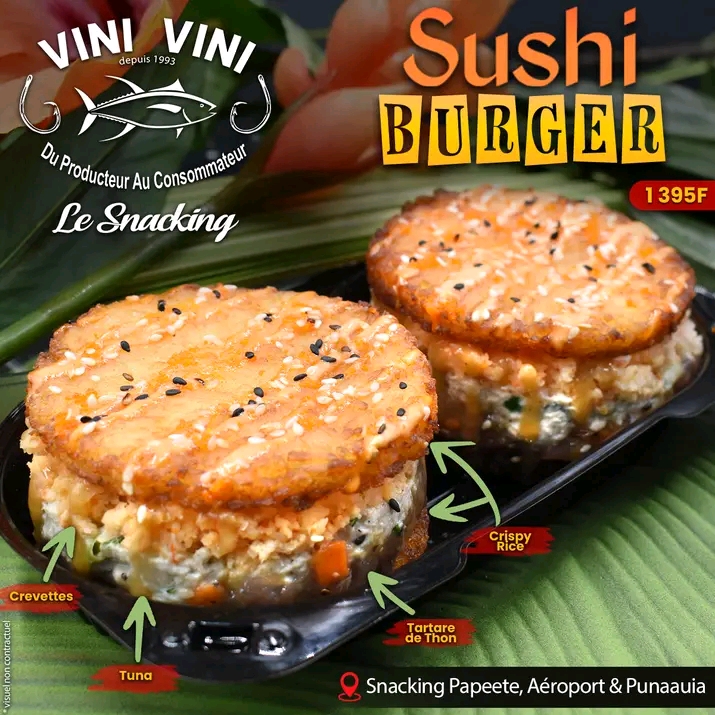 VINI VINI
depuis 1993
Du Producteur Au Consommateur
Le Snacking
Sushi
BURGER
1 395F
Crispy
Rice
Crevettes
Tartare
de Thon
Tuna
Snacking Papeete, Aéroport & Punaauia
* visuel non contractuel